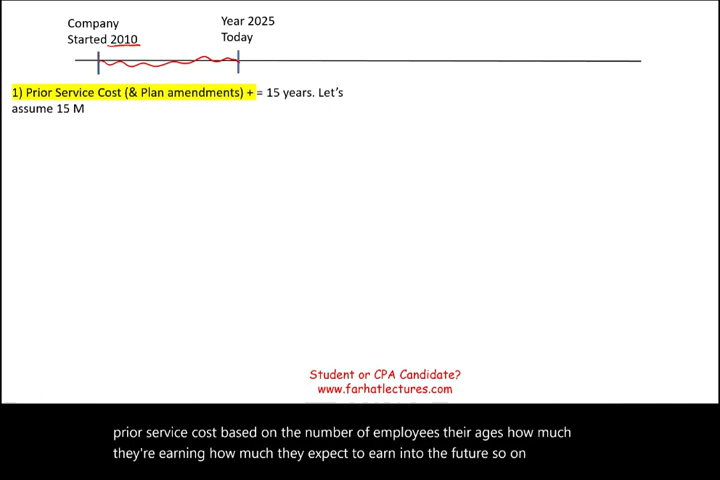 Company
Started 2010
Year 2025
Today
1) Prior Service Cost (& Plan amendments) + = 15 years. Let's
assume 15 M
Student or CPA Candidate?
www.farhatlectures.com
prior service cost based on the number of employees their ages how much
they're earning how much they expect to earn into the future so on